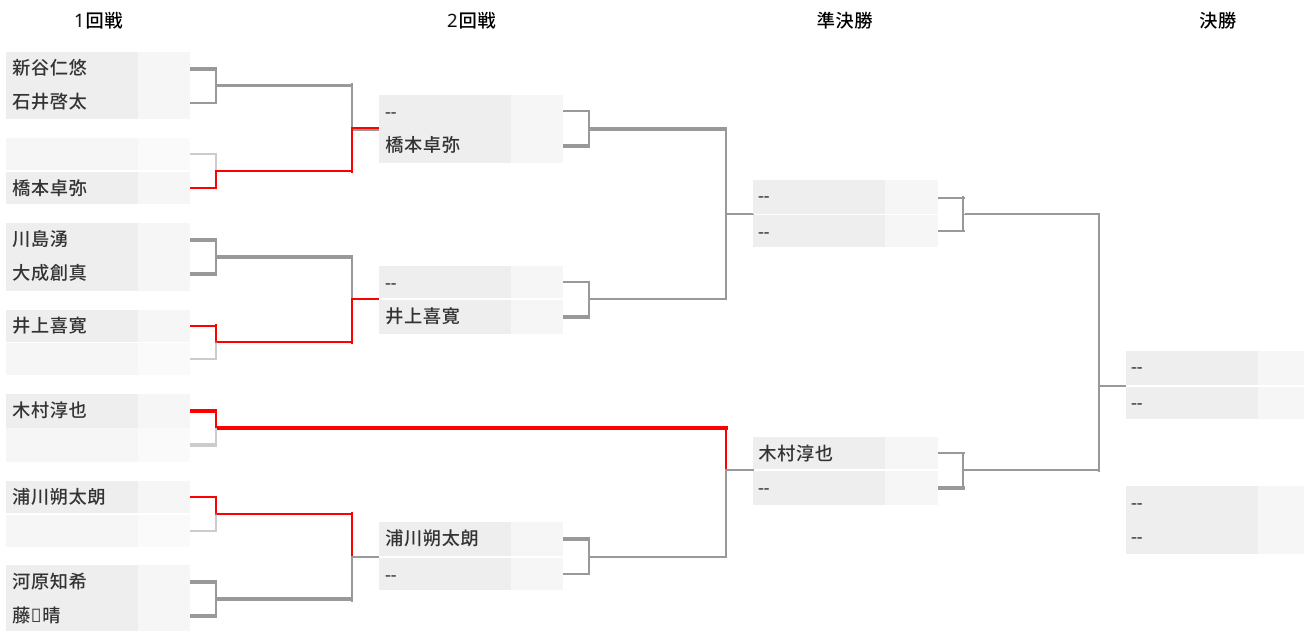 1回戦
2回戦
準決勝
決勝
新谷仁悠
石井啓太
橋本卓弥
川島湧
大成創真
井上喜寛
木村淳也
浦川朔太朗
河原知希
藤▯晴
--
橋本卓弥
--
井上喜寛
浦川朔太朗
--
--
--
木村淳也
--
--
--
--
--